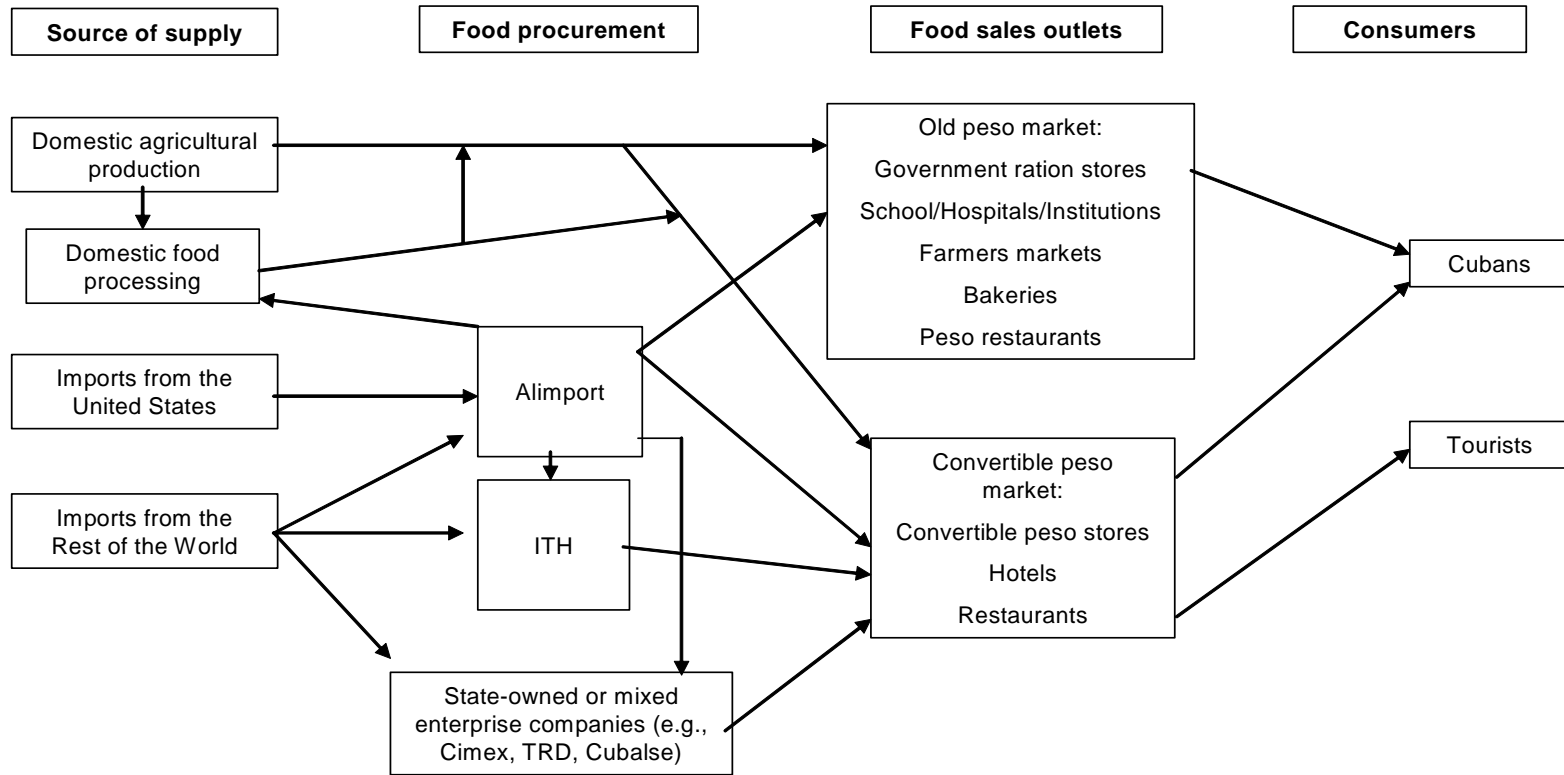 Source of supply
Food procurement
Food sales outlets
Consumers
Domestic agricultural
production
Domestic food
processing
Imports from the
United States
Imports from the
Rest of the World
Alimport
ITH
State-owned or mixed
enterprise companies (e.g.,
Cimex, TRD, Cubalse)
Old peso market:
Government ration stores
School/Hospitals/Institutions
Farmers markets
Bakeries
Peso restaurants
Convertible peso
market:
Convertible peso stores
Hotels
Restaurants
Cubans
Tourists